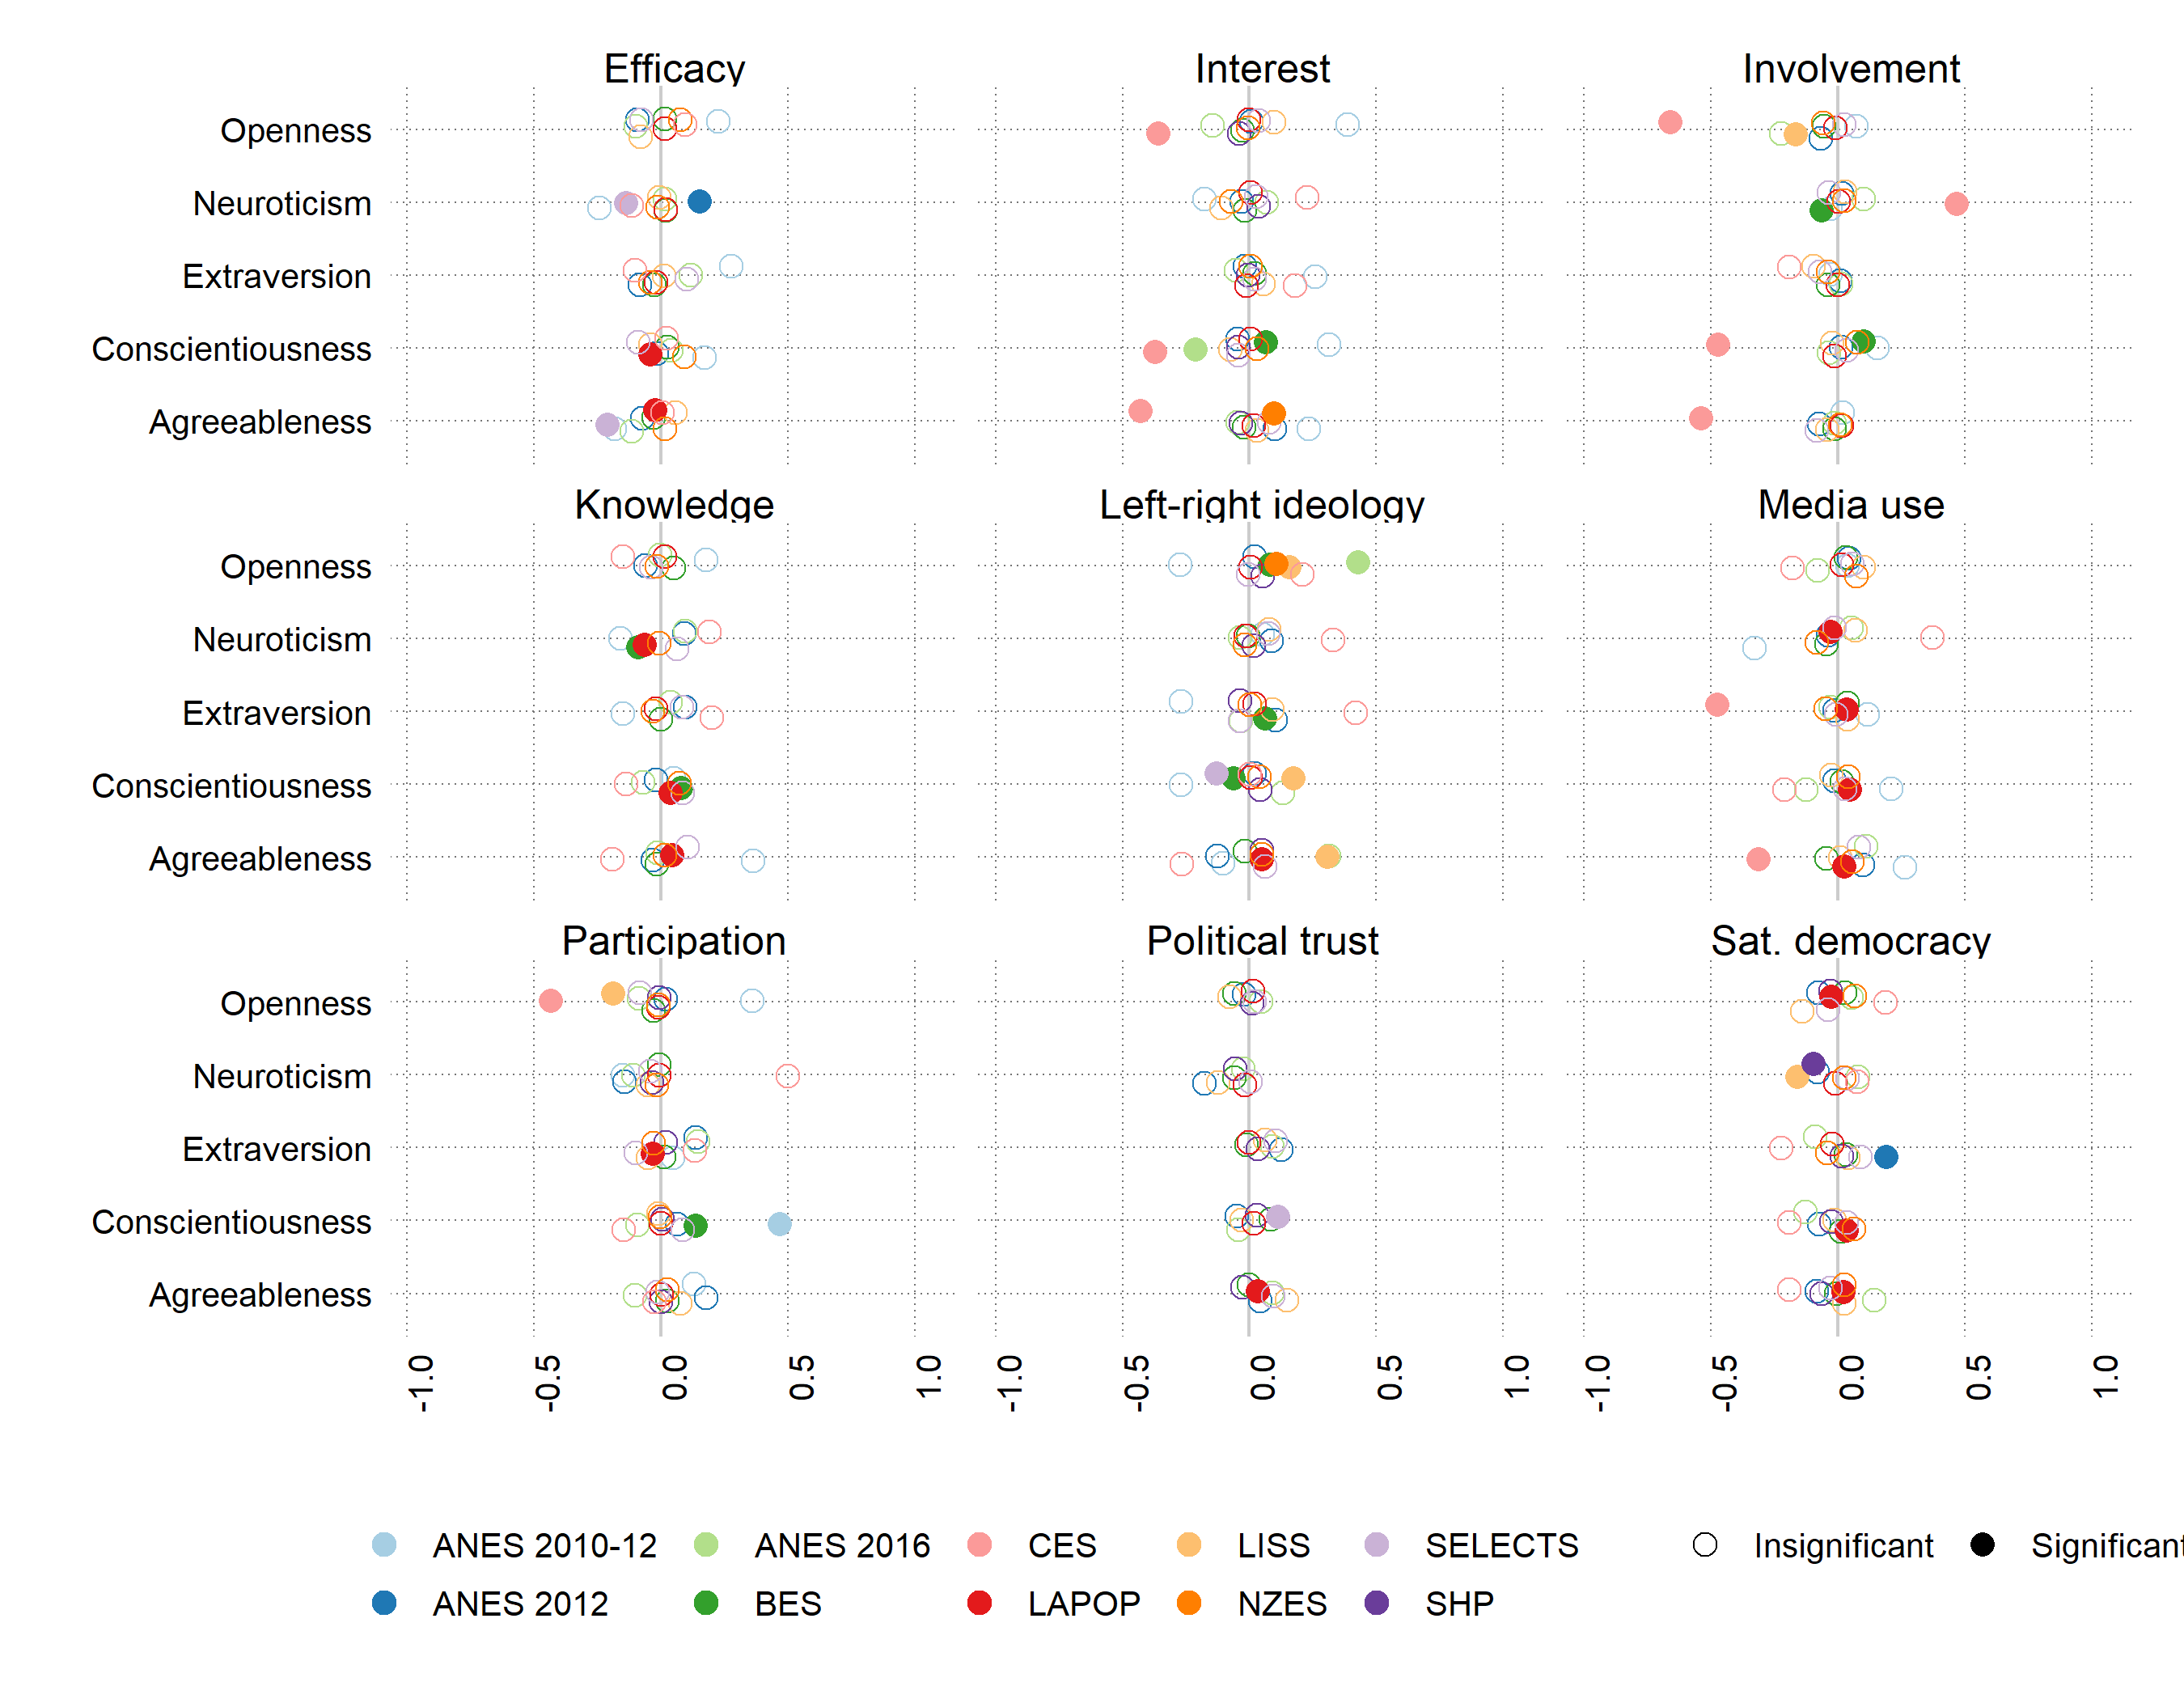 Efficacy Interest Involvement
Openness
Neuroticism
Extraversion
Conscientiousness
Agreeableness
Knowledge Left-right ideology Media use
Openness
Neuroticism
Extraversion
Conscientiousness
Agreeableness
Participation Political trust Sat. democracy
Openness
Neuroticism
Extraversion
Conscientiousness
Agreeableness
-1.0 -0.5 0.0 0.5 1.0 -1.0 -0.5 0.0 0.5 1.0 -1.0 -0.5 0.0 0.5 1.0
ANES 2010-12 ANES 2016 CES LISS SELECTS Insignificant Significant
ANES 2012 BES LAPOP NZES SHP